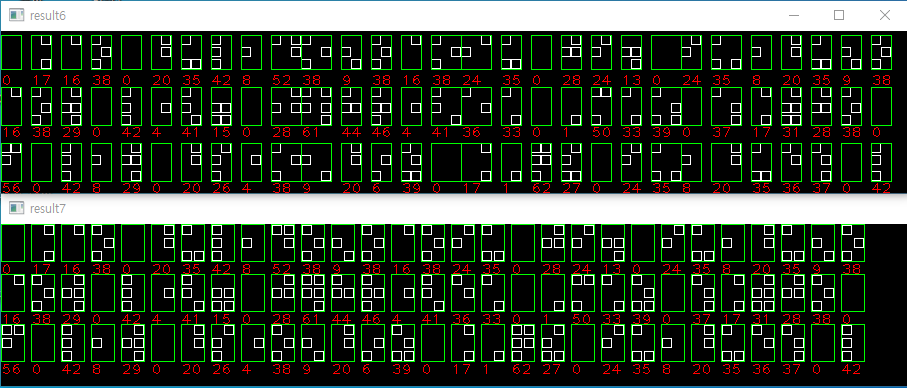 result6
0 17 16 38 0 20 35 42 8 52 38 9 38 16 38 24 35 0 28 24 13 0 24 35 8 20 35 9 38
16 38 29 0 42 4 41 15 0 28 61 44 46 4 41 36 33 0 1 50 33 39 0 37 17 31 28 38 0
56 0 42 8 29 0 20 26 4 38 9 20 6 39 0 17 1 62 27 0 24 35 8 20 35 36 37 0 42
result7
0 17 16 38 0 20 35 42 8 52 38 9 38 16 38 24 35 0 28 24 13 0 24 35 8 20 35 9 38
16 38 29 0 42 4 41 15 0 28 61 44 46 4 41 36 33 0 1 50 33 39 0 37 17 31 28 38 0
56 0 42 8 29 0 20 26 4 38 9 20 6 39 0 17 1 62 27 0 24 35 8 20 35 36 37 0 42